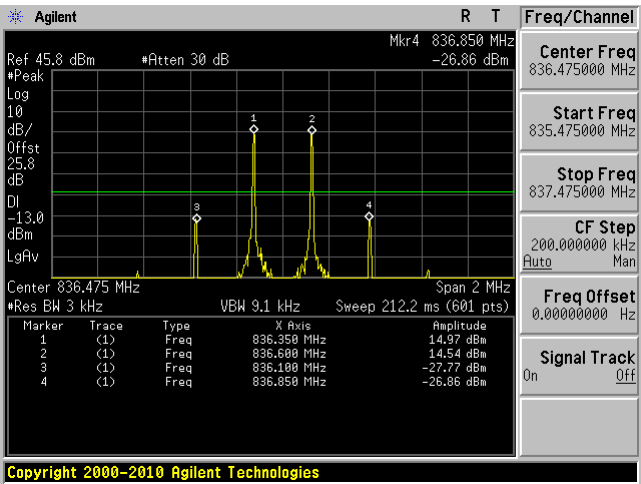 Agilent R T Freq/Channel
Mkr4 836.850 MHz
Ref 45.8 dBm #Atten 30 dB -26.86 dBm
#Peak
Log
10
dB/
Offst
25.8
dB
DI
-13.0
dBm
LgAv
1
2
3
4
Center 836.475 MHz Span 2 MHz
#Res BW 3 kHz VBW 9.1 kHz Sweep 212.2 ms (601 pts)
Marker Trace Type X Axis Amplitude
1 (1) Freq 836.350 MHz 14.97 dBm
2 (1) Freq 836.600 MHz 14.54 dBm
3 (1) Freq 836.100 MHz -27.77 dBm
4 (1) Freq 836.850 MHz -26.86 dBm
Center Freq
836.475000 MHz
Start Freq
835.475000 MHz
Stop Freq
837.475000 MHz
CF Step
200.000000 kHz
Auto Man
Freq Offset
0.00000000 Hz
Signal Track
On Off
Copyright 2000-2010 Agilent Technologies